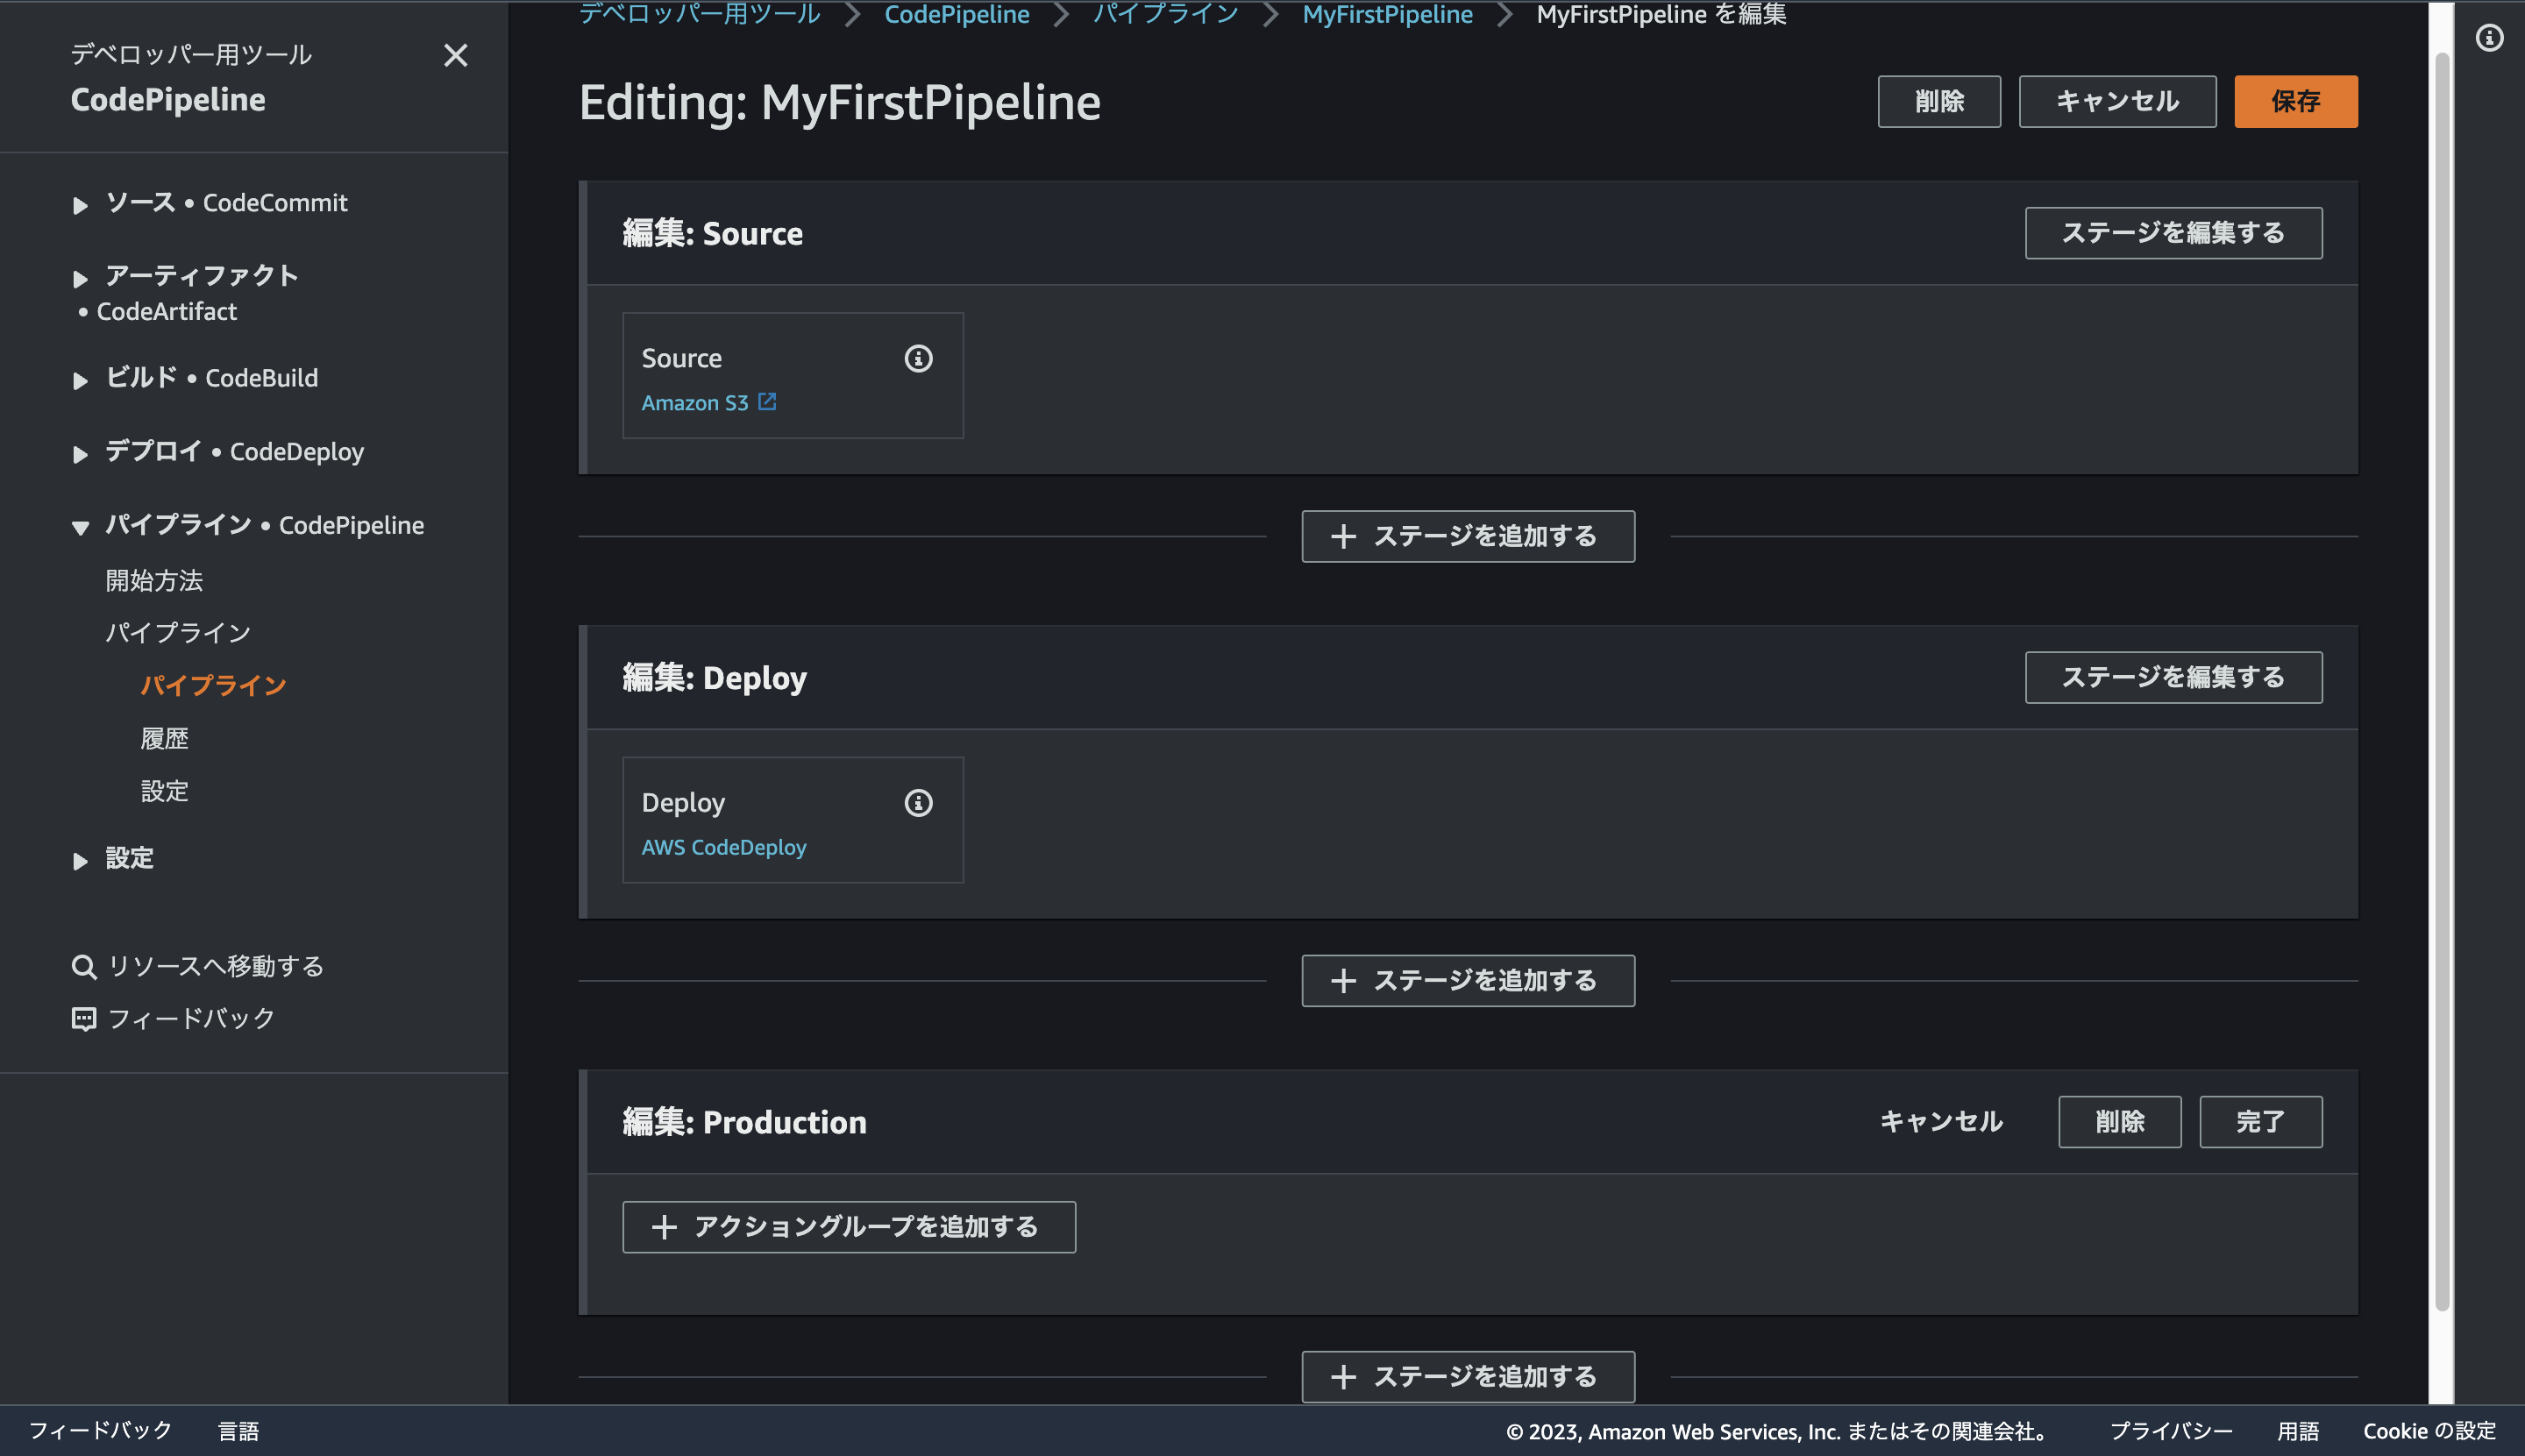 デベロッパー用ツール
CodePipeline
ソース • CodeCommit
アーティファクト
• CodeArtifact
ビルド • CodeBuild
デプロイ • CodeDeploy
パイプライン • CodePipeline
開始方法
パイプライン
パイプライン
履歴
設定
設定
リソースへ移動する
フィードバック
デベロッパー用ツール CodePipeline パイプライン MyFirstPipeline MyFirstPipeline を編集
Editing: MyFirstPipeline
削除 キャンセル 保存
編集: Source ステージを編集する
Source
Amazon S3
ステージを追加する
編集: Deploy ステージを編集する
Deploy
AWS CodeDeploy
ステージを追加する
編集: Production キャンセル 削除 完了
アクショングループを追加する
ステージを追加する
フィードバック 言語 © 2023, Amazon Web Services, Inc. またはその関連会社。 プライバシー 用語 Cookie の設定